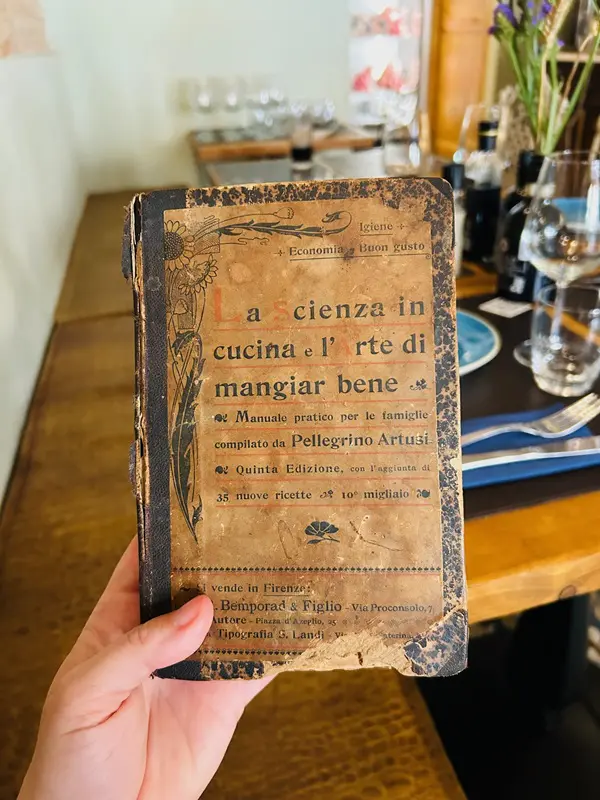 Igiene
Economia - Buon gusto
La Scienza in
cucina e l'Arte di
mangiar bene
Manuale pratico per le famiglie
compilato da Pellegrino Artusi
Quinta Edizione, con l'aggiunta di
35 nuove ricette 10º migliaio
vende in Firenze:
Bemporad & Figlio - Via Proconsolo, 7
Autore - Piazza d'Azeglio, 25
Tipografia S. Landi